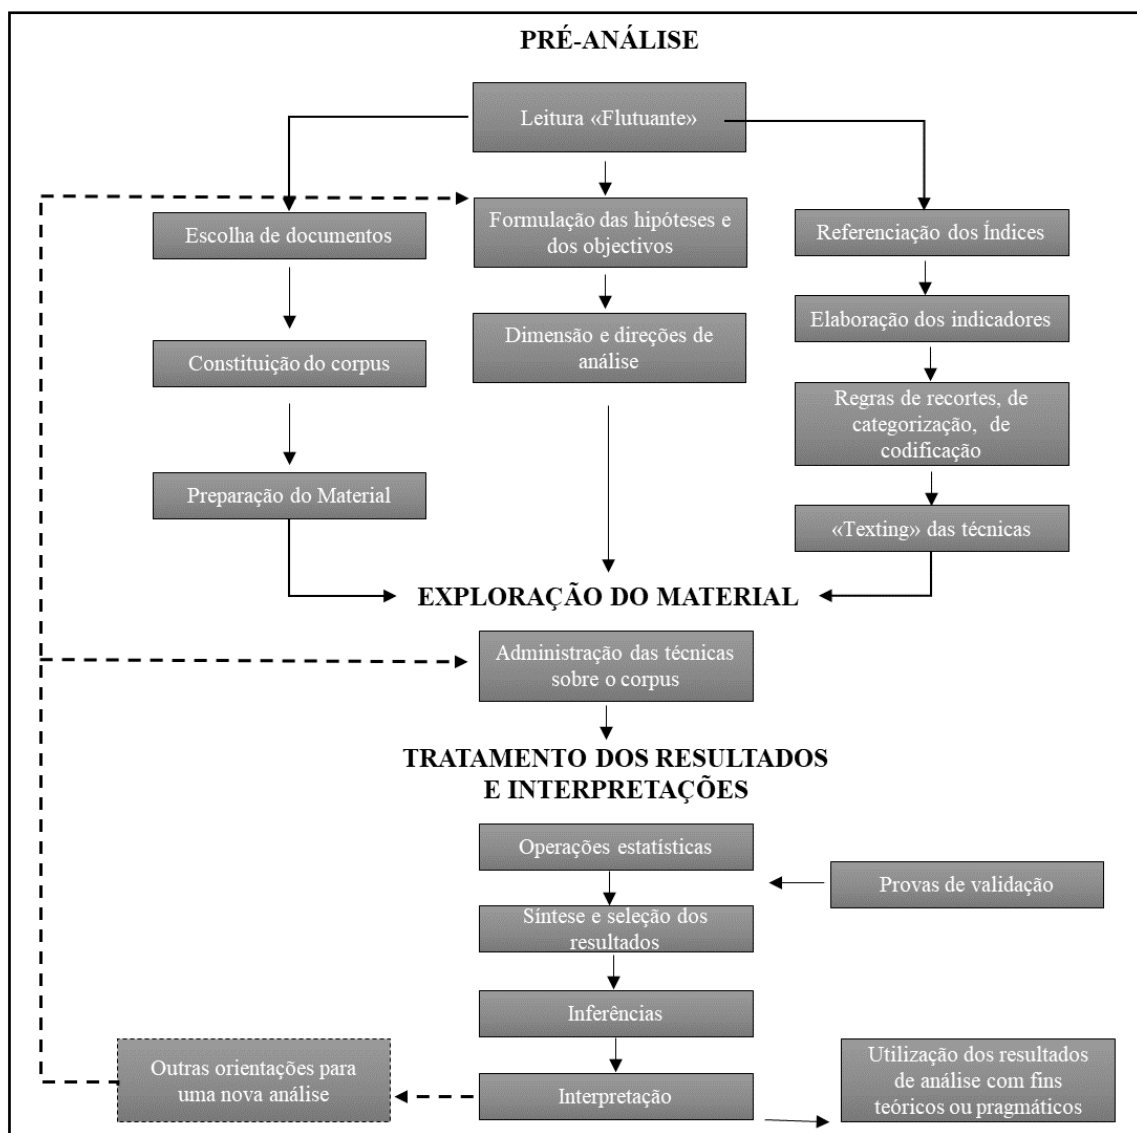 PRÉ-ANÁLISE
Leitura «Flutuante»
Escolha de documentos
Formulação das hipóteses e
dos objectivos
Referenciação dos Índices
Constituição do corpus
Dimensão e direções de
análise
Elaboração dos indicadores
Regras de recortes, de
categorização, de
codificação
Preparação do Material
«Texting» das técnicas
EXPLORAÇÃO DO MATERIAL
Administração das técnicas
sobre o corpus
TRATAMENTO DOS RESULTADOS
E INTERPRETAÇÕES
Operações estatísticas
Provas de validação
Síntese e seleção dos
resultados
Inferências
Outras orientações para
uma nova análise
Interpretação
Utilização dos resultados
de análise com fins
teóricos ou pragmáticos